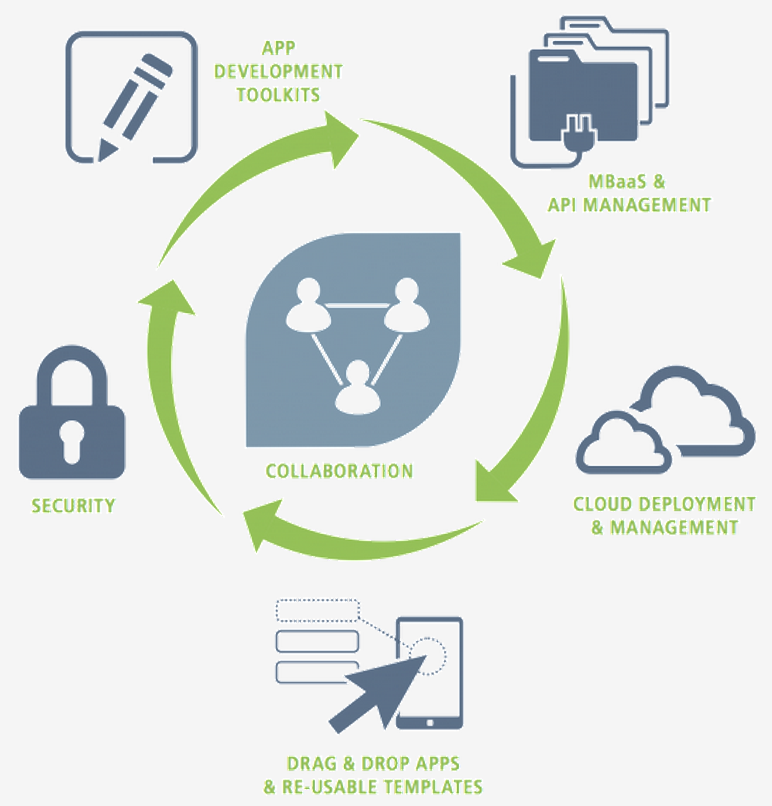 APP
DEVELOPMENT
TOOLKITS
MBaaS &
API MANAGEMENT
COLLABORATION
SECURITY
CLOUD DEPLOYMENT
& MANAGEMENT
DRAG & DROP APPS
& RE-USABLE TEMPLATES